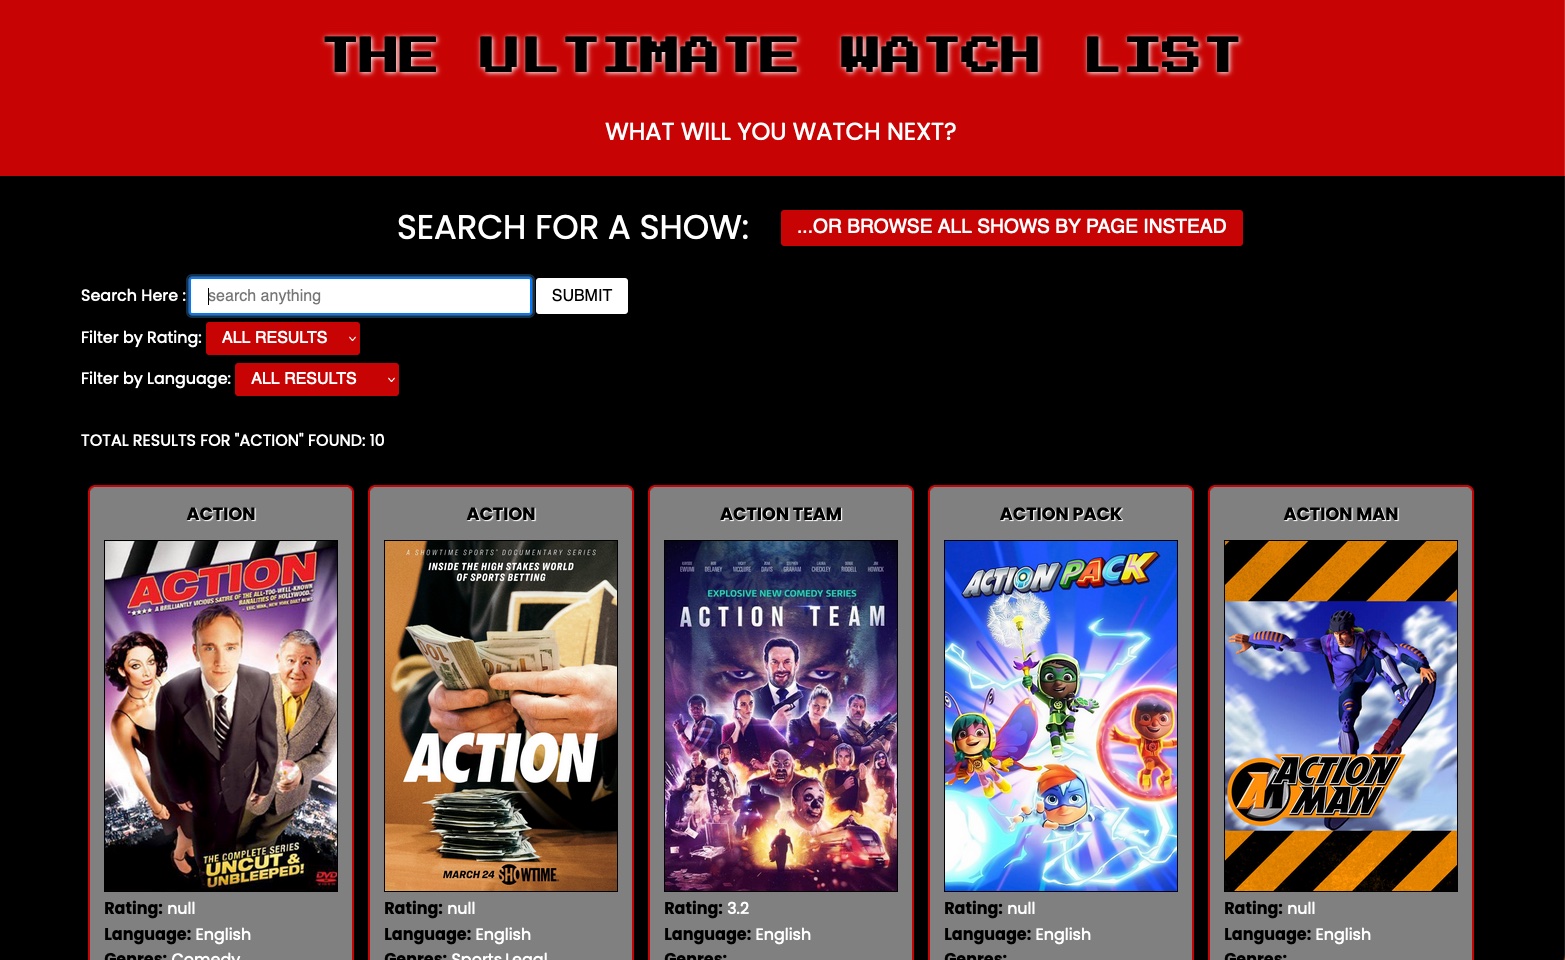 THE ULTIMATE WATCH LIST
WHAT WILL YOU WATCH NEXT?
SEARCH FOR A SHOW:
...OR BROWSE ALL SHOWS BY PAGE INSTEAD
Search Here :
search anything
SUBMIT
Filter by Rating:
ALL RESULTS
Filter by Language:
ALL RESULTS
TOTAL RESULTS FOR "ACTION" FOUND: 10
ACTION
ACTION
"★★★★ A BRILLIANTLY VICIOUS SATIRE OF THE ALL-TOO-WELL-KNOWN
BANALITIES OF HOLLYWOOD."
THE COMPLETE SERIES
UNCUT &
UNBLEEPED!
DVD
Rating: null
Language: English
Genres: Comedy
ACTION
A SHOWTIME SPORTS® DOCUMENTARY SERIES
INSIDE THE HIGH STAKES WORLD
OF SPORTS BETTING
ACTION
MARCH 24 SHOWTIME
Rating: null
Language: English
Genres: Sports,Legal
ACTION TEAM
EXPLOSIVE NEW COMEDY SERIES
ACTION TEAM
Rating: 3.2
Language: English
Genres:
ACTION PACK
ACTION PACK
Rating: null
Language: English
Genres:
ACTION MAN
ACTION
MAN
Rating: null
Language: English
Genres: